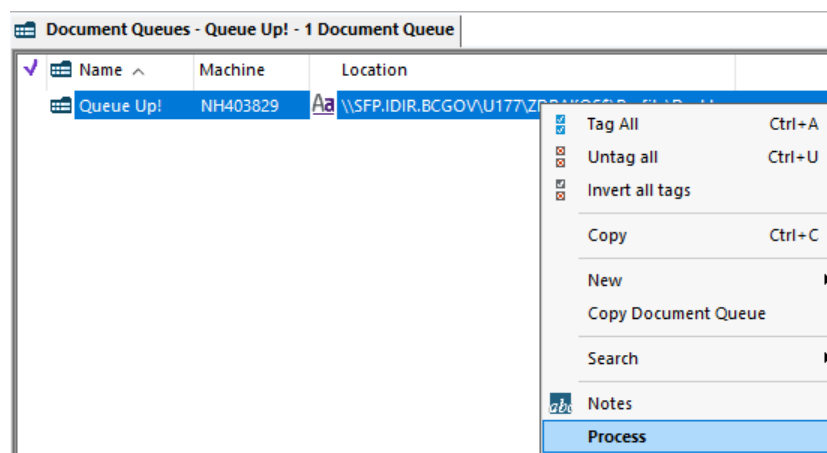 Document Queues - Queue Up! - 1 Document Queue
Name Machine Location
Queue Up! NH403829 Aa \\SFP.IDIR.BCGOV\U177\
Tag All Ctrl+A
Untag all Ctrl+U
Invert all tags
Copy Ctrl+C
New
Copy Document Queue
Search
abc Notes
Process